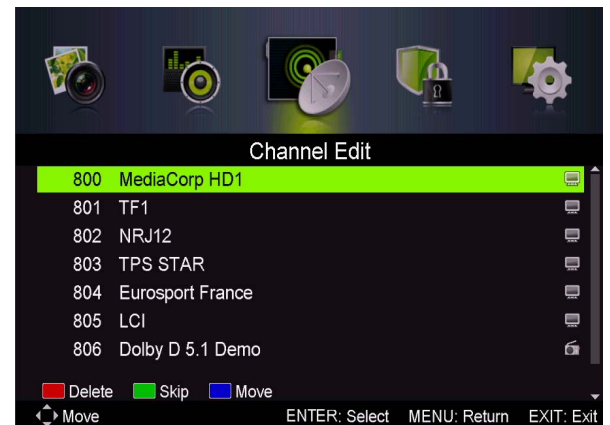 Channel Edit
800 MediaCorp HD1
801 TF1
802 NRJ12
803 TPS STAR
804 Eurosport France
805 LCI
806 Dolby D 5.1 Demo
Delete Skip Move
Move ENTER: Select MENU: Return EXIT: Exit